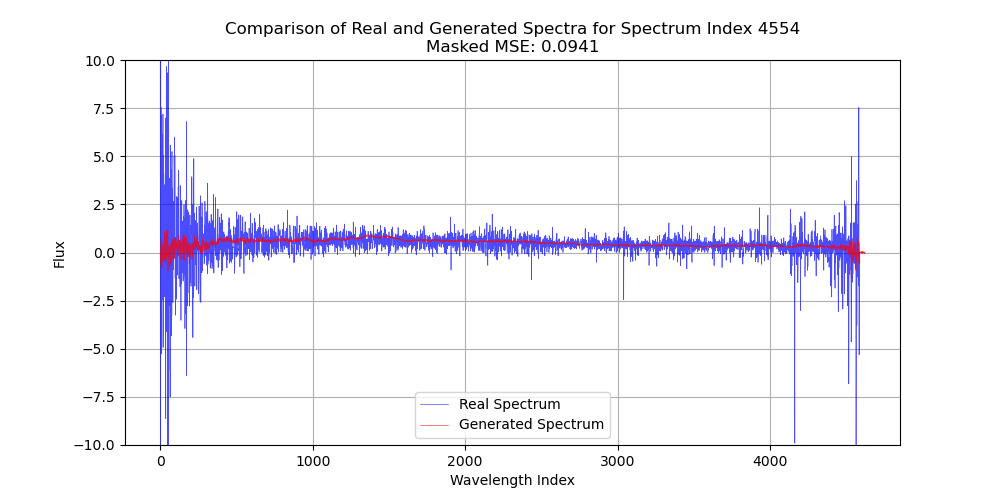 Comparison of Real and Generated Spectra for Spectrum Index 4554
Masked MSE: 0.0941
10.0
7.5
5.0
2.5
0.0
−2.5
−5.0
−7.5
−10.0
Flux
0
1000
2000
3000
4000
Wavelength Index
Real Spectrum
Generated Spectrum